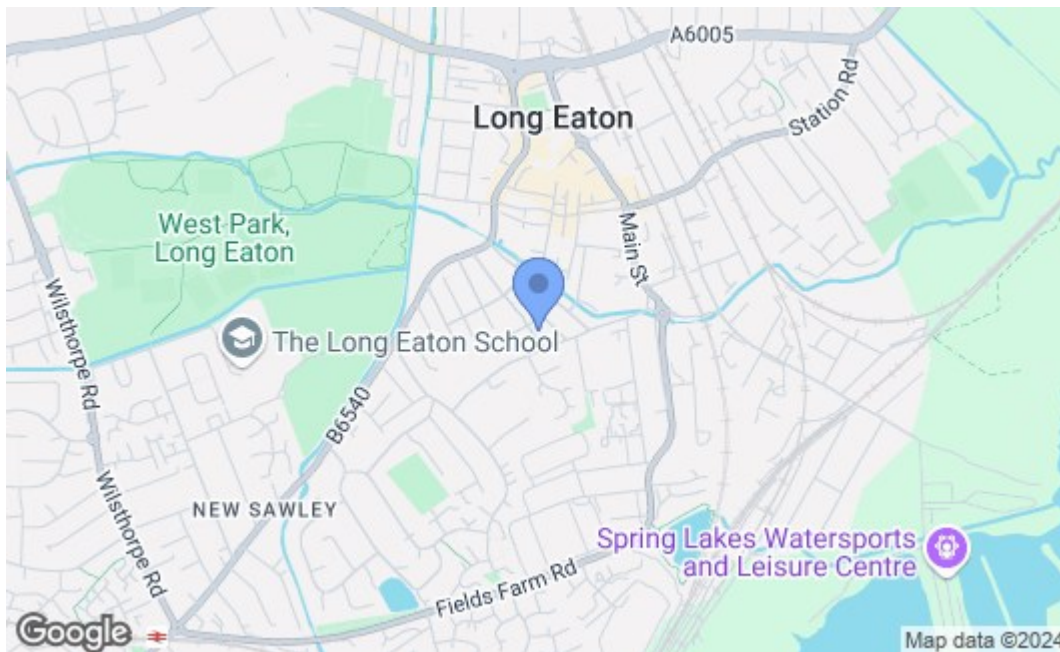 A6005
Long Eaton
Station Rd
West Park,
Long Eaton
Main St
Wilsthorpe Rd
The Long Eaton School
B6540
NEW SAWLEY
Wilsthorpe Rd
Spring Lakes Watersports
and Leisure Centre
Fields Farm Rd
Google
Map data ©2024